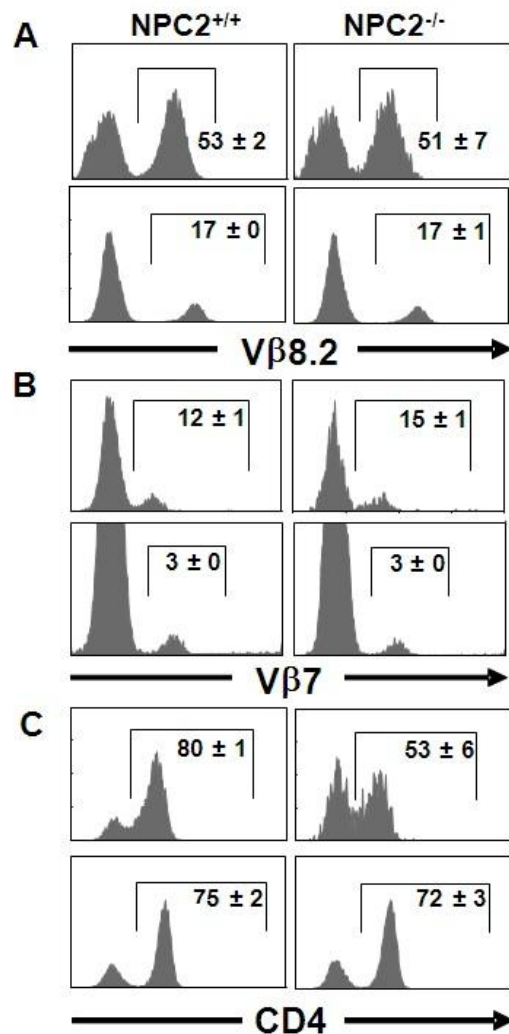 A
NPC2+/+ NPC2-/-
53 ± 2 51 ± 7
17 ± 0 17 ± 1
Vβ8.2
B
12 ± 1 15 ± 1
3 ± 0 3 ± 0
Vβ7
C
80 ± 1 53 ± 6
75 ± 2 72 ± 3
CD4